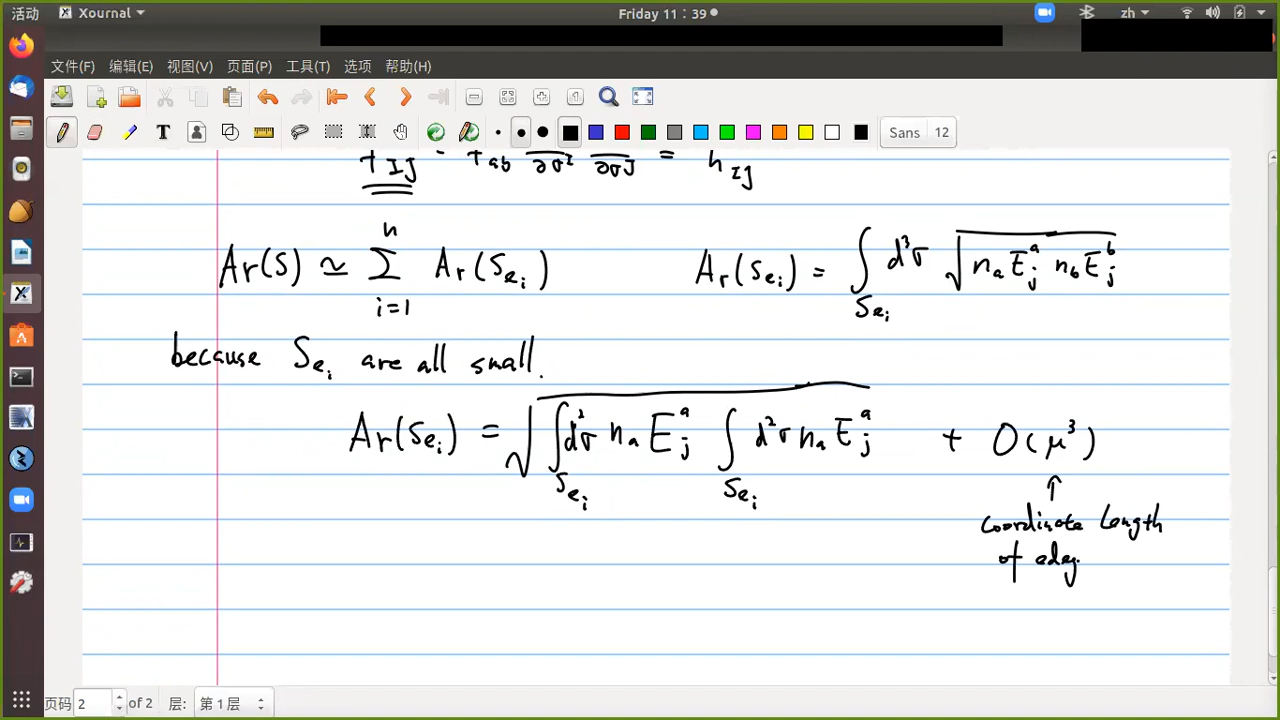 活动 Xournal Friday 11：39 zh
文件(F) 编辑(E) 视图(V) 页面(P) 工具(T) 选项 帮助(H)
Sans 12
Ar(S) ≃ Σ_{i=1}^{n} Ar(S_{e_i}) Ar(S_{e_i}) = ∫_{S_{e_i}} d³σ √(n_a E^a_j n_b E^b_j)
because S_{e_i} are all small.
Ar(S_{e_i}) = √(∫_{S_{e_i}} d²σ n_a E^a_j ∫_{S_{e_i}} d²σ n_a E^a_j) + O(μ³)
↑
coordinate length
of edg
页码 2 of 2 层: 第 1 层